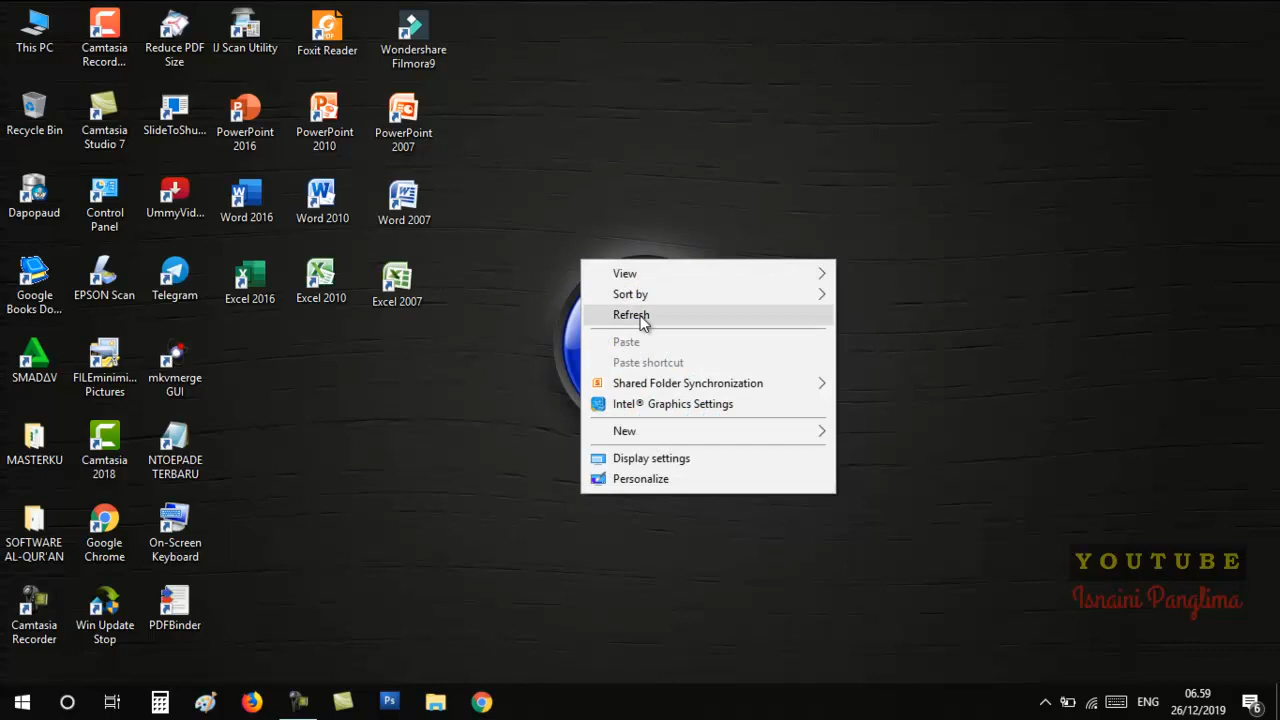 This PC
Camtasia
Record...
Reduce PDF
Size
IJ Scan Utility
Foxit Reader
Wondershare
Filmora9
Recycle Bin
Camtasia
Studio 7
SlideToShu...
PowerPoint
2016
PowerPoint
2010
PowerPoint
2007
Dapopaud
Control
Panel
UmmyVid...
Word 2016
Word 2010
Word 2007
Google
Books Do...
EPSON Scan
Telegram
Excel 2016
Excel 2010
Excel 2007
SMADΔV
FILEminimi...
Pictures
mkvmerge
GUI
MASTERKU
Camtasia
2018
NTOEPADE
TERBARU
SOFTWARE
AL-QUR'AN
Google
Chrome
On-Screen
Keyboard
Camtasia
Recorder
Win Update
Stop
PDFBinder
View
Sort by
Refresh
Paste
Paste shortcut
Shared Folder Synchronization
Intel® Graphics Settings
New
Display settings
Personalize
YOUTUBE
Isnaini Panglima
Ps
ENG
06.59
26/12/2019
6